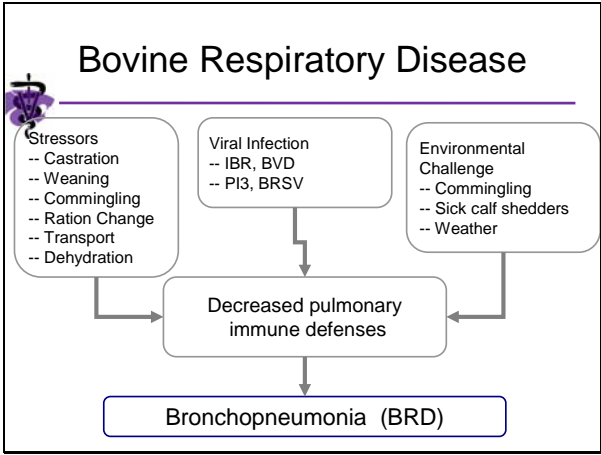 Bovine Respiratory Disease
Stressors
-- Castration
-- Weaning
-- Commingling
-- Ration Change
-- Transport
-- Dehydration
Viral Infection
-- IBR, BVD
-- PI3, BRSV
Environmental
Challenge
-- Commingling
-- Sick calf shedders
-- Weather
Decreased pulmonary
immune defenses
Bronchopneumonia (BRD)